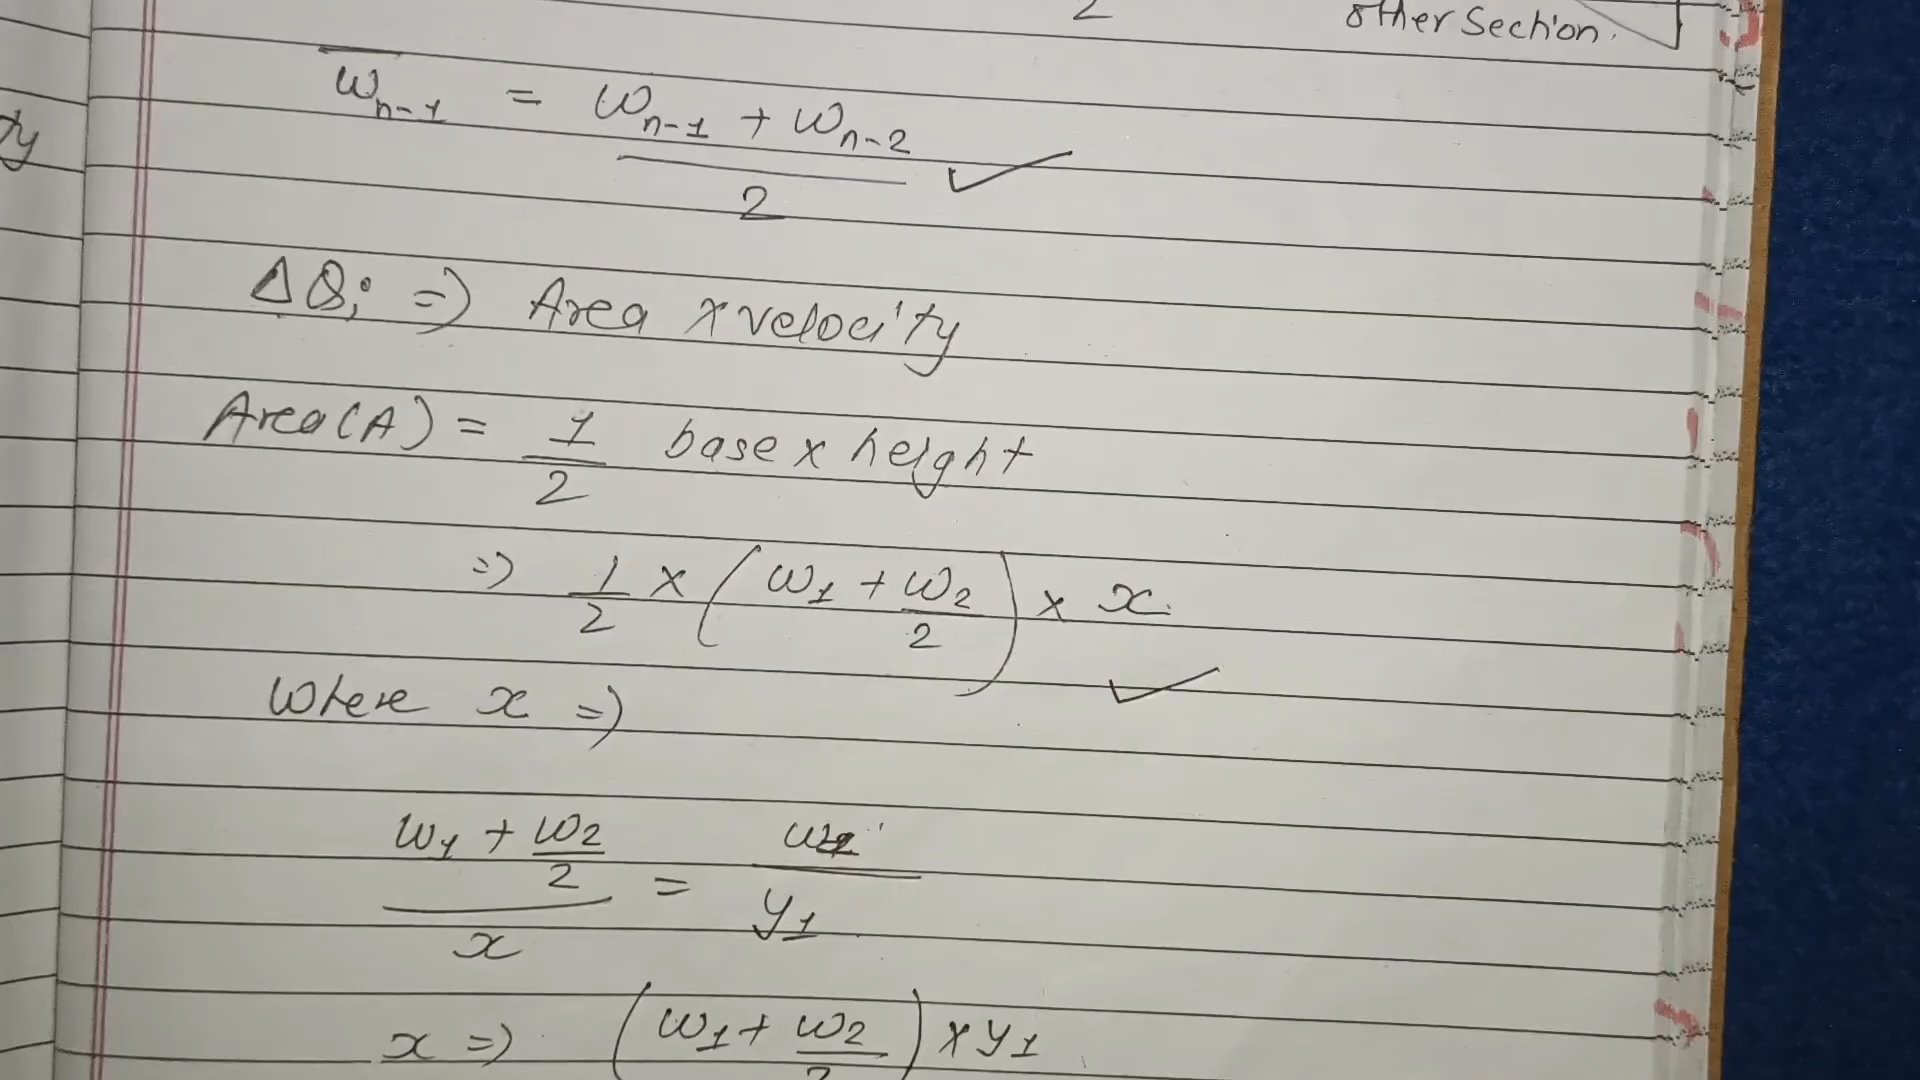 2 other Section.
ty
W̄n-1 = Wn-1 + Wn-2
2
ΔQi => Area x velocity
Area (A) = 1/2 base x height
=> 1/2 x (W1 + W2/2) x x.
Where x =>
W1 + W2/2 =
x y1
x => (W1 + W2/2) x y1